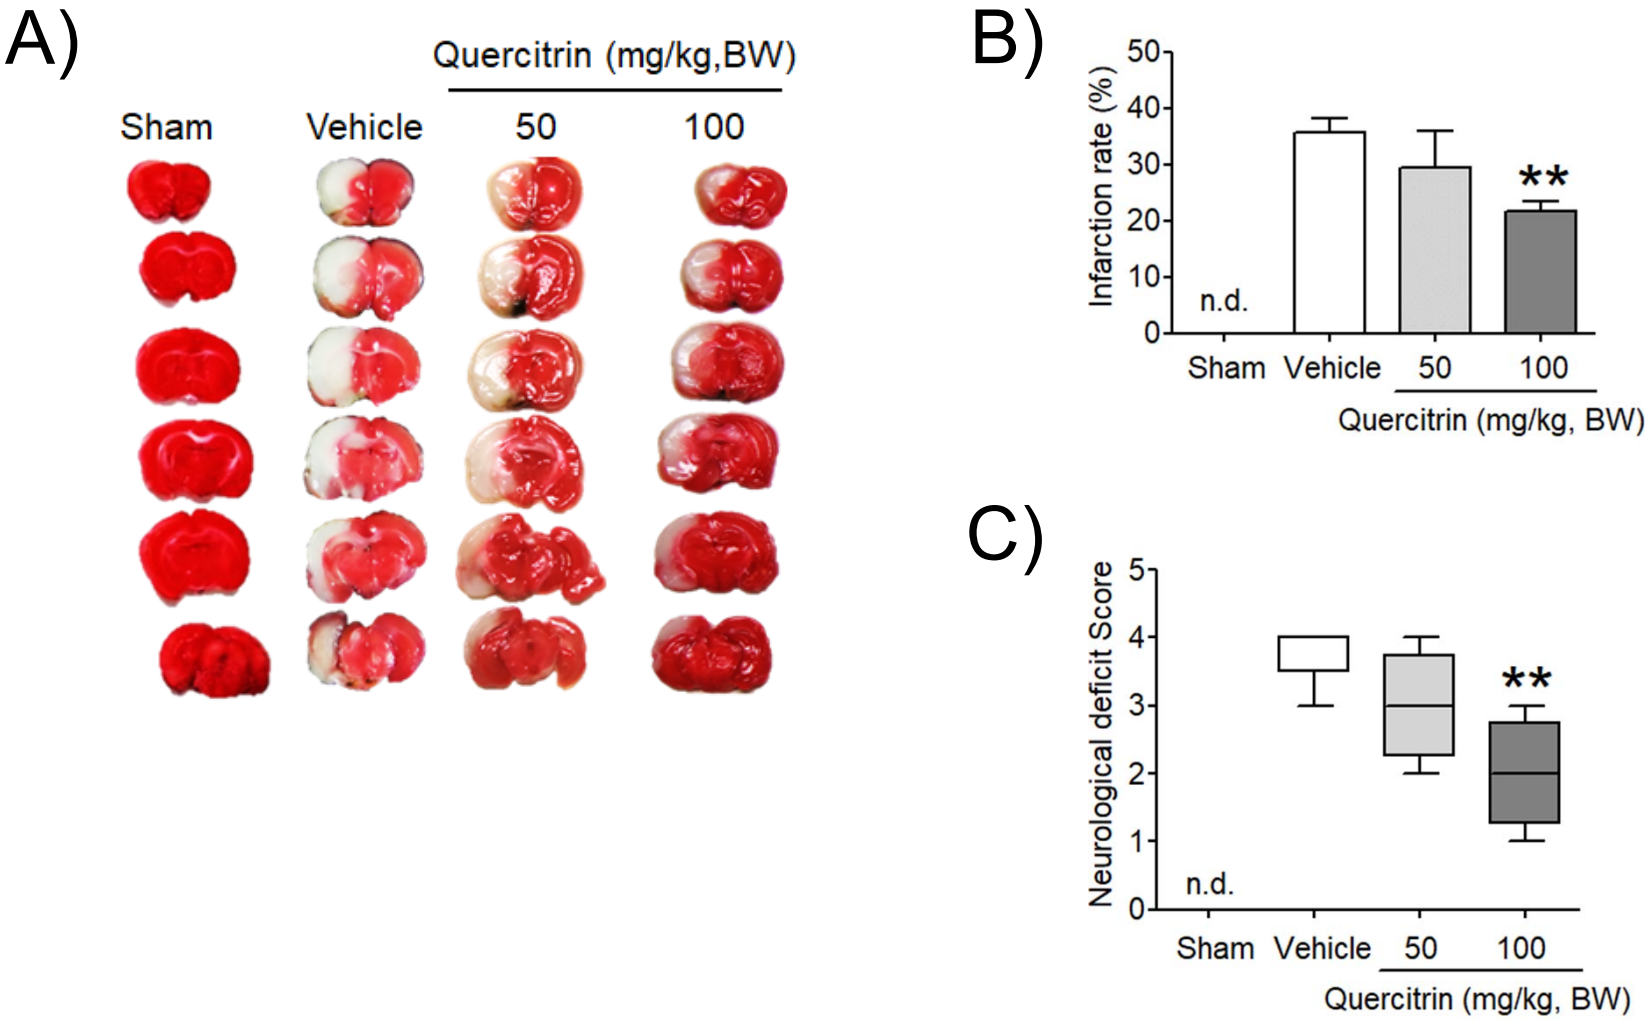 A)
Quercitrin (mg/kg,BW)
Sham Vehicle 50 100
B)
Infarction rate (%)
50
40
30
20
10
0
n.d.
**
Sham Vehicle 50 100
Quercitrin (mg/kg, BW)
C)
Neurological deficit Score
5
4
3
2
1
0
n.d.
**
Sham Vehicle 50 100
Quercitrin (mg/kg, BW)